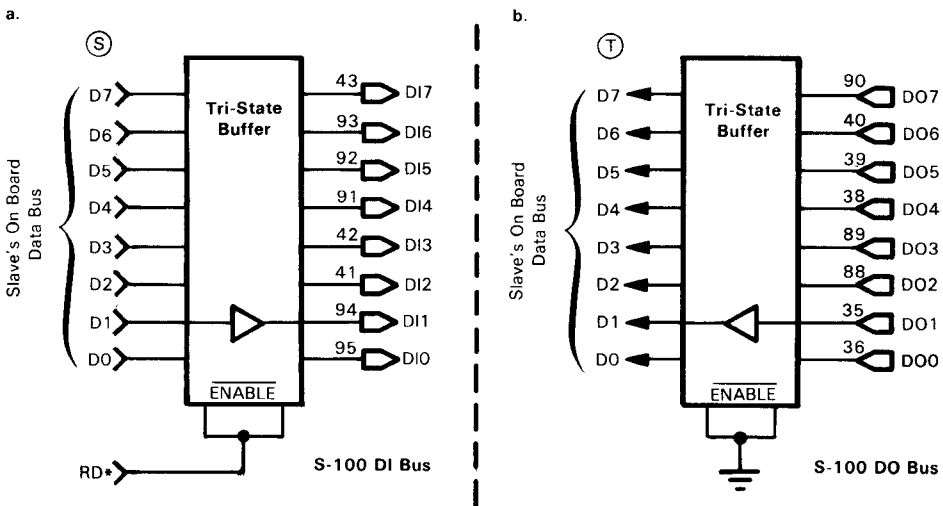 a.
S
Slave's On Board
Data Bus
D7
D6
D5
D4
D3
D2
D1
D0
Tri-State
Buffer
ENABLE
43 DI7
93 DI6
92 DI5
91 DI4
42 DI3
41 DI2
94 DI1
95 DI0
RD*
S-100 DI Bus
b.
T
Slave's On Board
Data Bus
D7
D6
D5
D4
D3
D2
D1
D0
Tri-State
Buffer
ENABLE
90 DO7
40 DO6
39 DO5
38 DO4
89 DO3
88 DO2
35 DO1
36 DO0
S-100 DO Bus